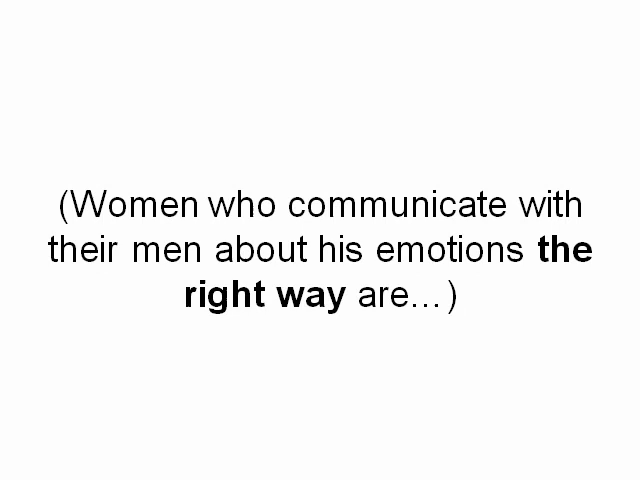 (Women who communicate with
their men about his emotions the
right way are...)